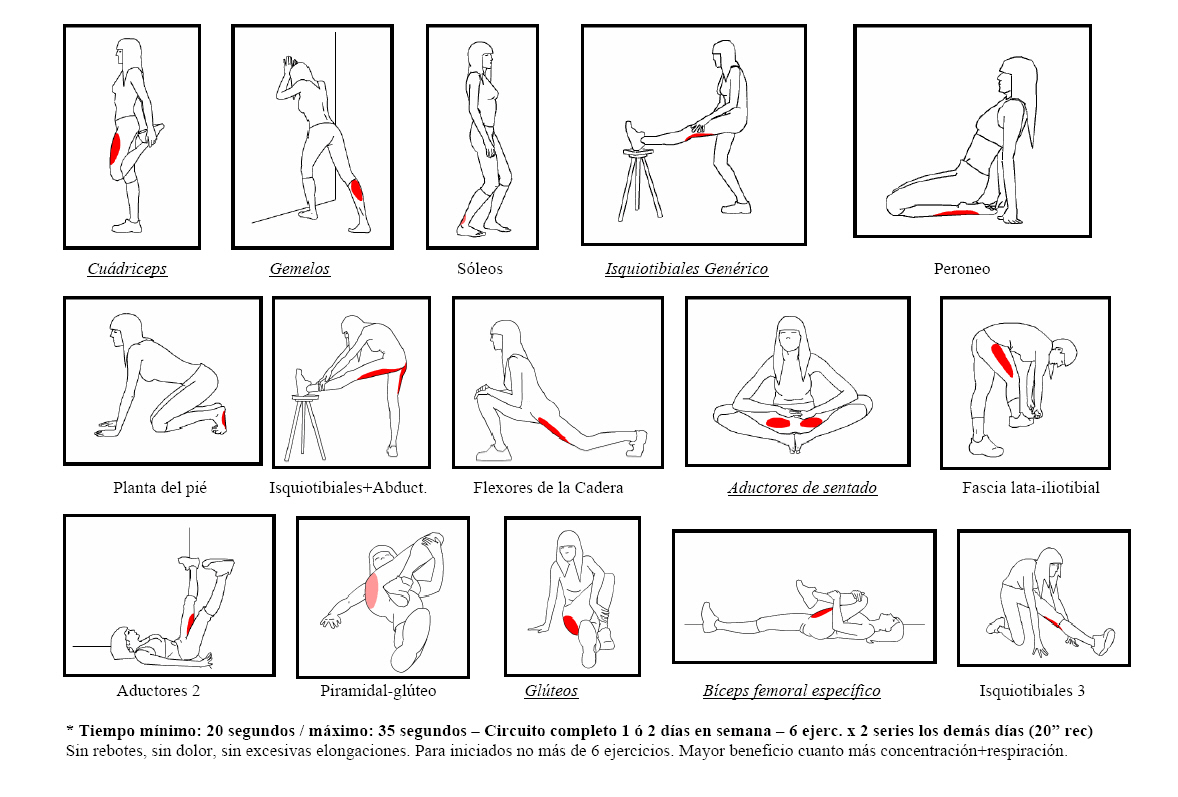 Cuádriceps
Gemelos
Sóleos
Isquiotibiales Genérico
Peroneo
Planta del pié
Isquiotibiales+Abduct.
Flexores de la Cadera
Aductores de sentado
Fascia lata-iliotibial
Aductores 2
Piramidal-glúteo
Glúteos
Bíceps femoral específico
Isquiotibiales 3
* Tiempo mínimo: 20 segundos / máximo: 35 segundos – Circuito completo 1 ó 2 días en semana – 6 ejerc. x 2 series los demás días (20” rec)
Sin rebotes, sin dolor, sin excesivas elongaciones. Para iniciados no más de 6 ejercicios. Mayor beneficio cuanto más concentración+respiración.